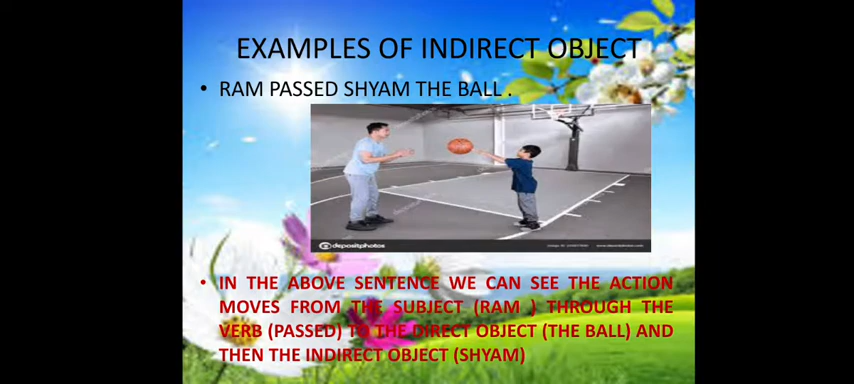 EXAMPLES OF INDIRECT OBJECT
• RAM PASSED SHYAM THE BALL .
depositphotos
• IN THE ABOVE SENTENCE WE CAN SEE THE ACTION
MOVES FROM THE SUBJECT (RAM ) THROUGH THE
VERB (PASSED) TO THE DIRECT OBJECT (THE BALL) AND
THEN THE INDIRECT OBJECT (SHYAM)